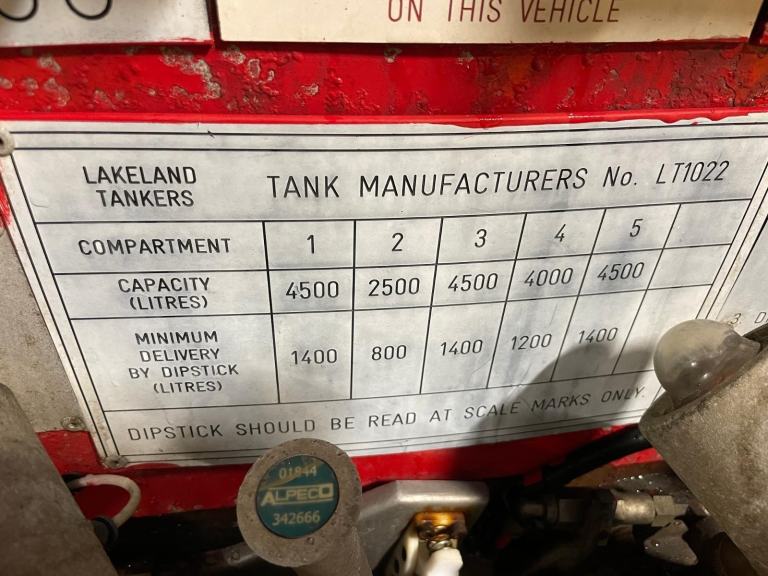 ON THIS VEHICLE
LAKELAND TANKERS TANK MANUFACTURERS No. LT1022
COMPARTMENT 1 2 3 4 5
CAPACITY (LITRES) 4500 2500 4500 4000 4500
MINIMUM DELIVERY BY DIPSTICK (LITRES) 1400 800 1400 1200 1400
DIPSTICK SHOULD BE READ AT SCALE MARKS ONLY.
01844
ALPECO
342666